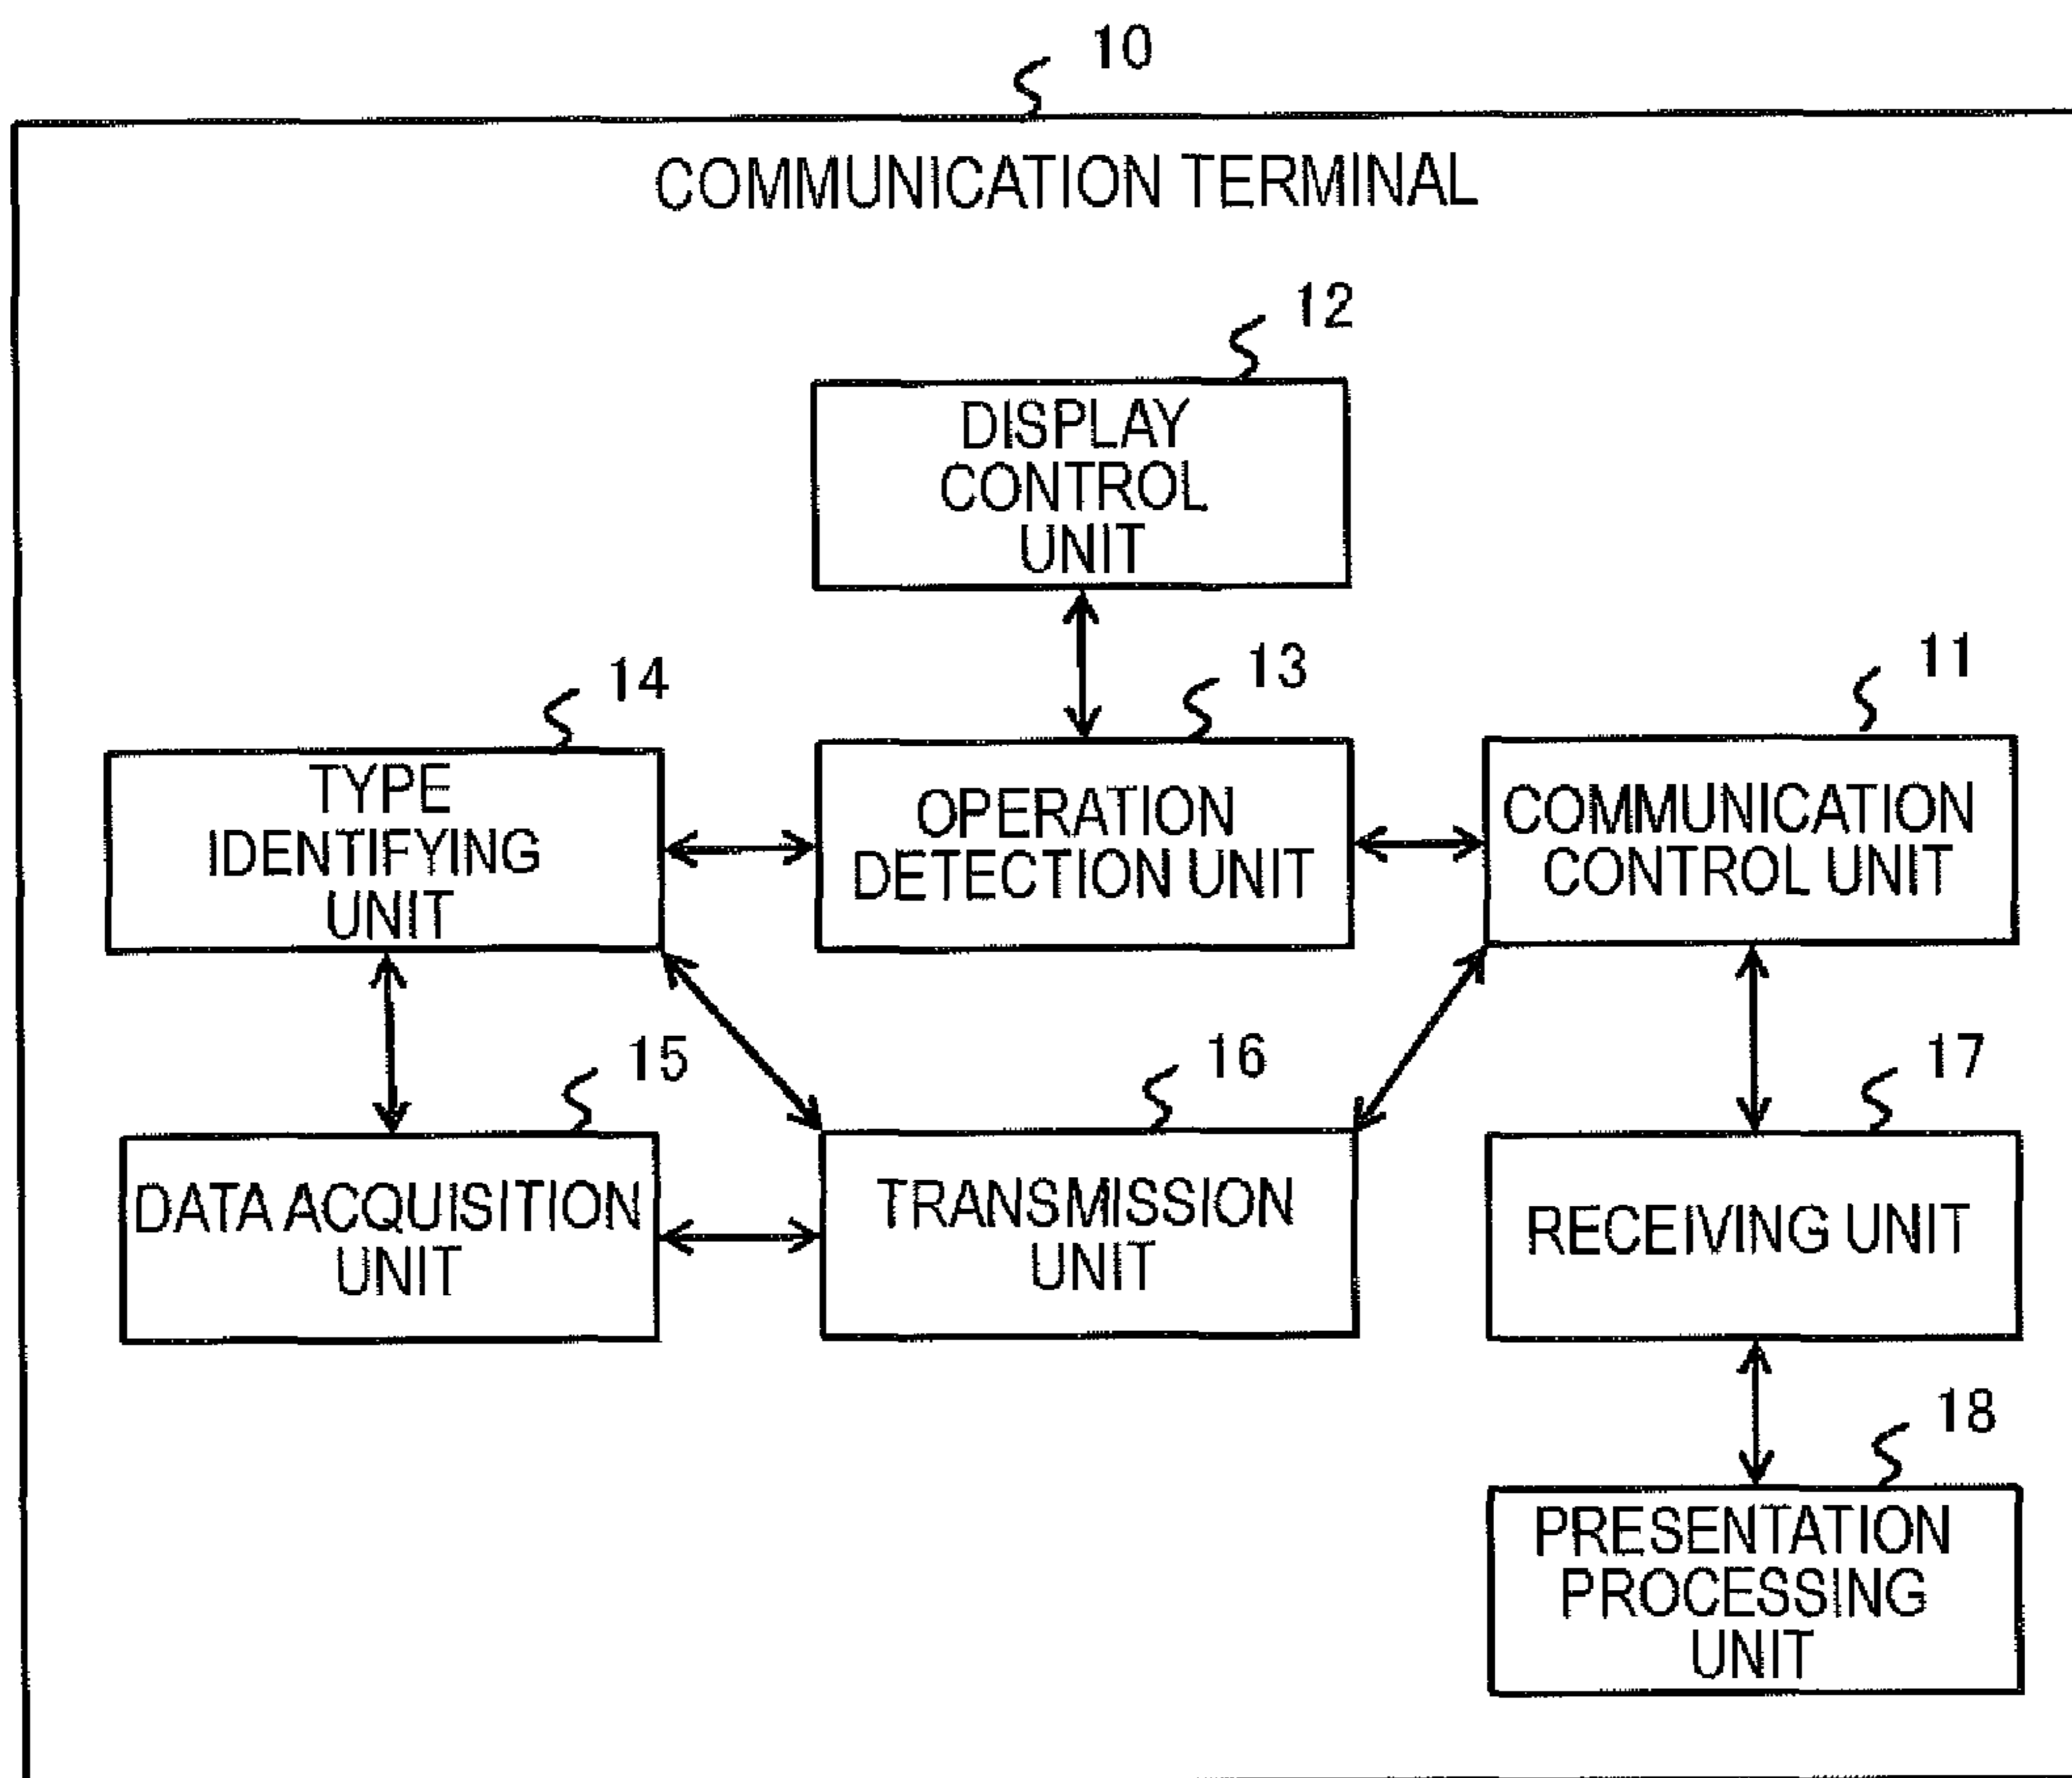 10
COMMUNICATION TERMINAL
12
DISPLAY
CONTROL
UNIT
14
TYPE
IDENTIFYING
UNIT
13
OPERATION
DETECTION UNIT
11
COMMUNICATION
CONTROL UNIT
15
DATA ACQUISITION
UNIT
16
TRANSMISSION
UNIT
17
RECEIVING UNIT
18
PRESENTATION
PROCESSING
UNIT